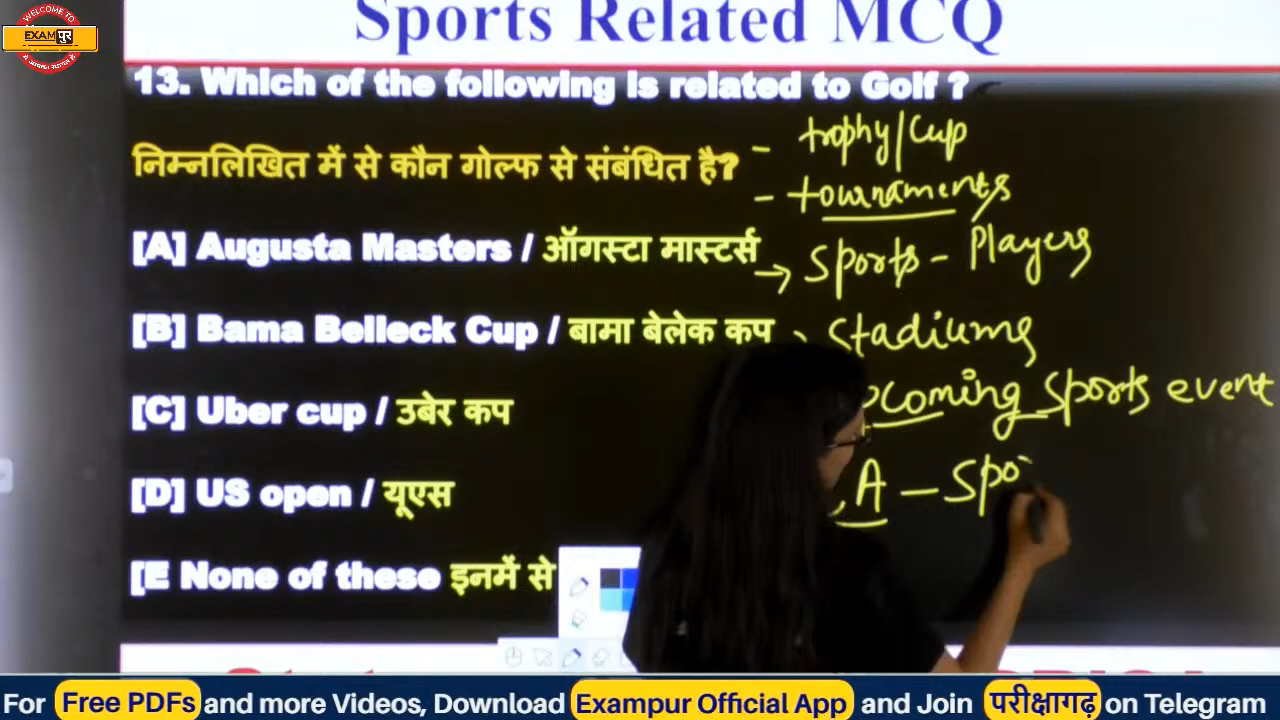 WELCOME TO
EXAMपुर
Sports Related MCQ
13. Which of the following is related to Golf ?
निम्नलिखित में से कौन गोल्फ से संबंधित है?
- trophy/Cup
- tournaments
[A] Augusta Masters / ऑगस्टा मास्टर्स
→ Sports - Players
[B] Bama Belleck Cup / बामा बेलेक कप
Stadiums
[C] Uber cup / उबेर कप
pcoming Sports event
[D] US open / यूएस
A - Spo
[E None of these इनमें से
For Free PDFs and more Videos, Download Exampur Official App and Join परीक्षागढ़ on Telegram